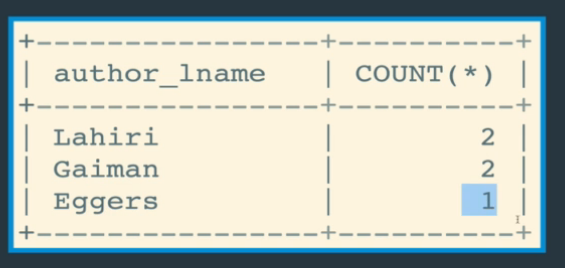 +------------------+----------+
| author_lname | COUNT(*) |
+------------------+----------+
| Lahiri | 2 |
| Gaiman | 2 |
| Eggers | 1 |
+------------------+----------+